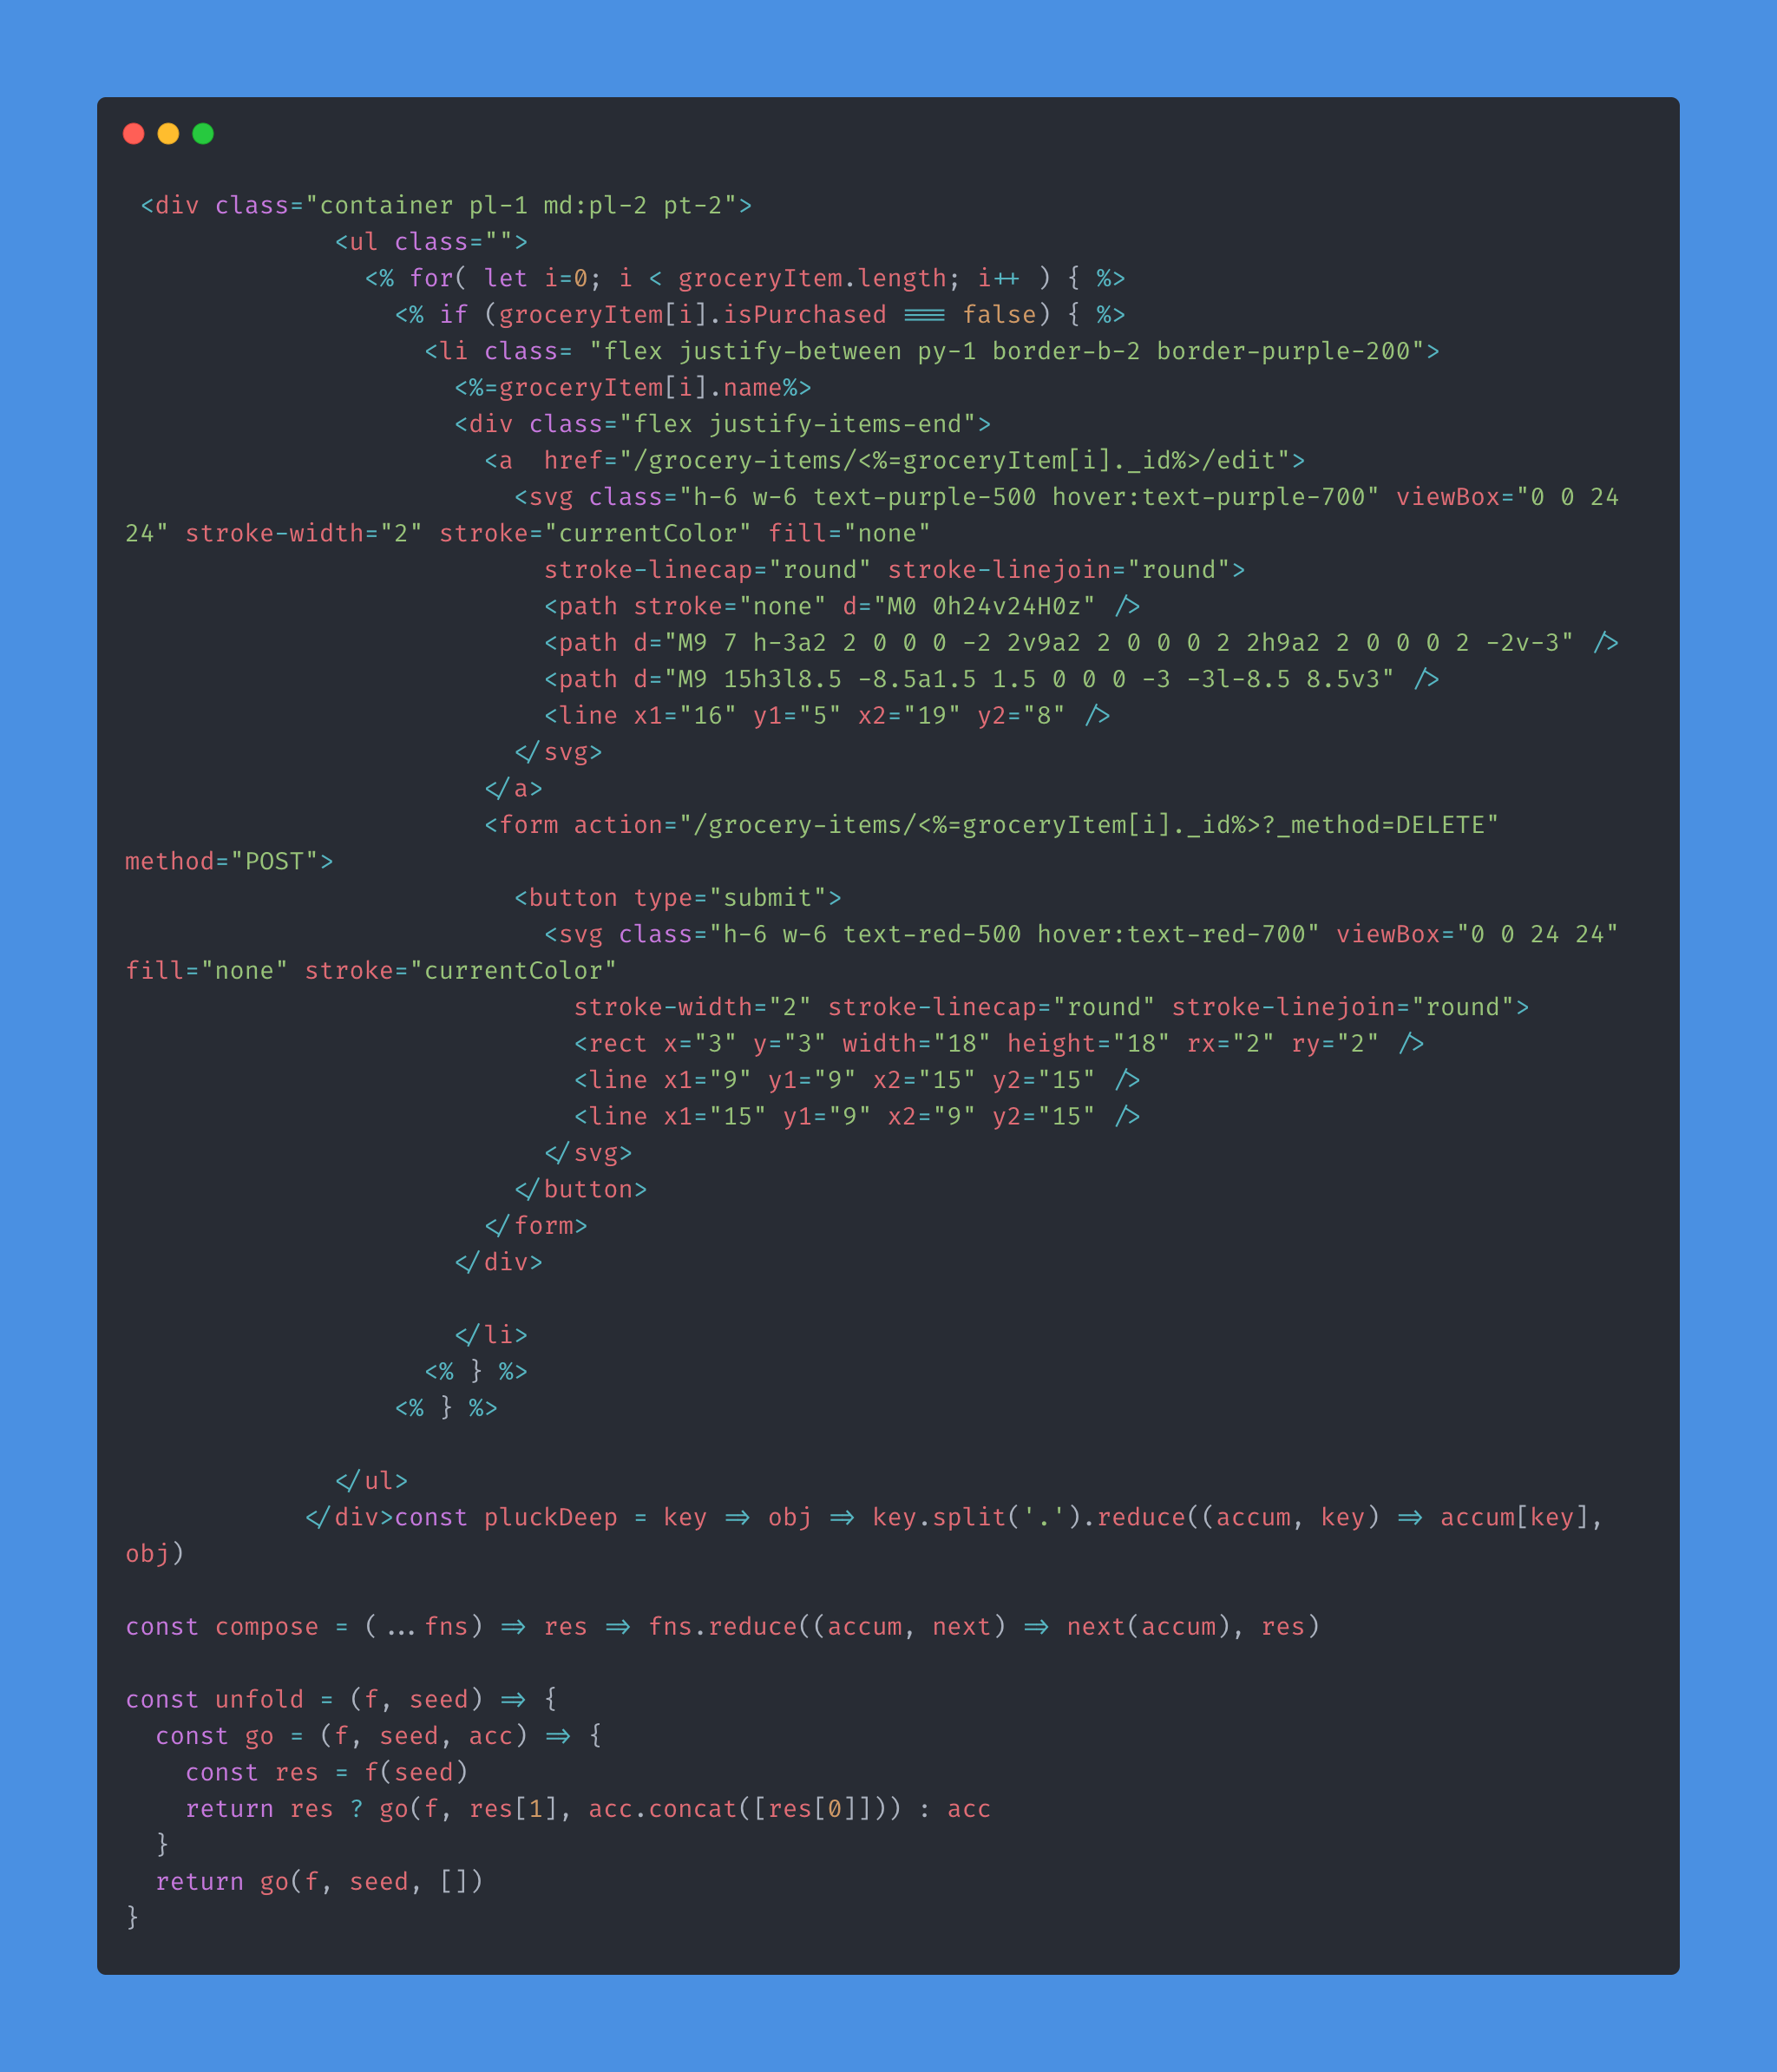 <div class="container pl-1 md:pl-2 pt-2">
<ul class="">
<% for( let i=0; i < groceryItem.length; i++ ) { %>
<% if (groceryItem[i].isPurchased === false) { %>
<li class= "flex justify-between py-1 border-b-2 border-purple-200">
<%=groceryItem[i].name%>
<div class="flex justify-items-end">
<a  href="/grocery-items/<%=groceryItem[i]._id%>/edit">
<svg class="h-6 w-6 text-purple-500 hover:text-purple-700" viewBox="0 0 24
24" stroke-width="2" stroke="currentColor" fill="none"
stroke-linecap="round" stroke-linejoin="round">
<path stroke="none" d="M0 0h24v24H0z" />
<path d="M9 7 h-3a2 2 0 0 0 -2 2v9a2 2 0 0 0 2 2h9a2 2 0 0 0 2 -2v-3" />
<path d="M9 15h3l8.5 -8.5a1.5 1.5 0 0 0 -3 -3l-8.5 8.5v3" />
<line x1="16" y1="5" x2="19" y2="8" />
</svg>
</a>
<form action="/grocery-items/<%=groceryItem[i]._id%>?_method=DELETE"
method="POST">
<button type="submit">
<svg class="h-6 w-6 text-red-500 hover:text-red-700" viewBox="0 0 24 24"
fill="none" stroke="currentColor"
stroke-width="2" stroke-linecap="round" stroke-linejoin="round">
<rect x="3" y="3" width="18" height="18" rx="2" ry="2" />
<line x1="9" y1="9" x2="15" y2="15" />
<line x1="15" y1="9" x2="9" y2="15" />
</svg>
</button>
</form>
</div>
</li>
<% } %>
<% } %>
</ul>
</div>const pluckDeep = key => obj => key.split('.').reduce((accum, key) => accum[key],
obj)
const compose = (...fns) => res => fns.reduce((accum, next) => next(accum), res)
const unfold = (f, seed) => {
const go = (f, seed, acc) => {
const res = f(seed)
return res ? go(f, res[1], acc.concat([res[0]])) : acc
}
return go(f, seed, [])
}